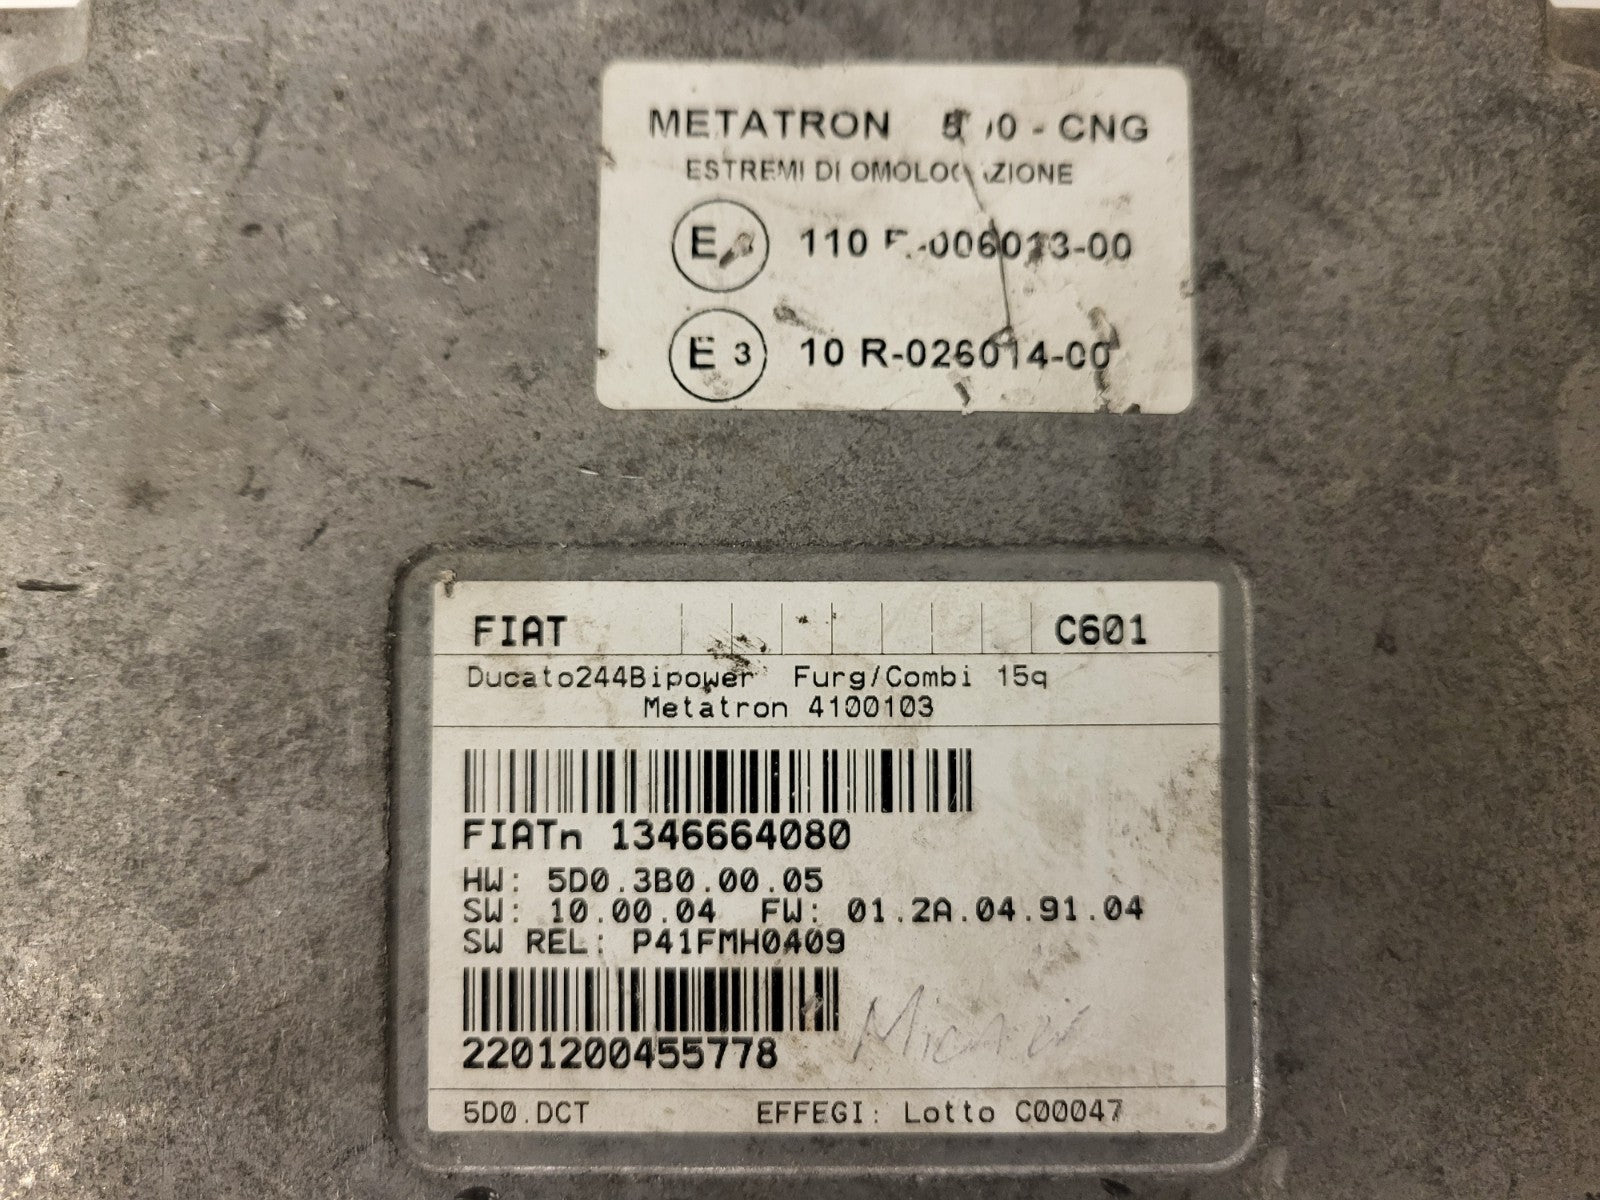 METATRON - CNG
ESTREMI DI
110 -00
E 3 10 R-026014-00
FIAT C601
Ducato244Bipower Furg/Combi 15q
Metatron 4100103
FIATn 1346664080
HW: 5D0.3B0.00.05
SW: 10.00.04 FW: 01.2A.04.91.04
SW REL: P41FMH0409
2201200455778
5D0.DCT EFFEGI: Lotto C00047